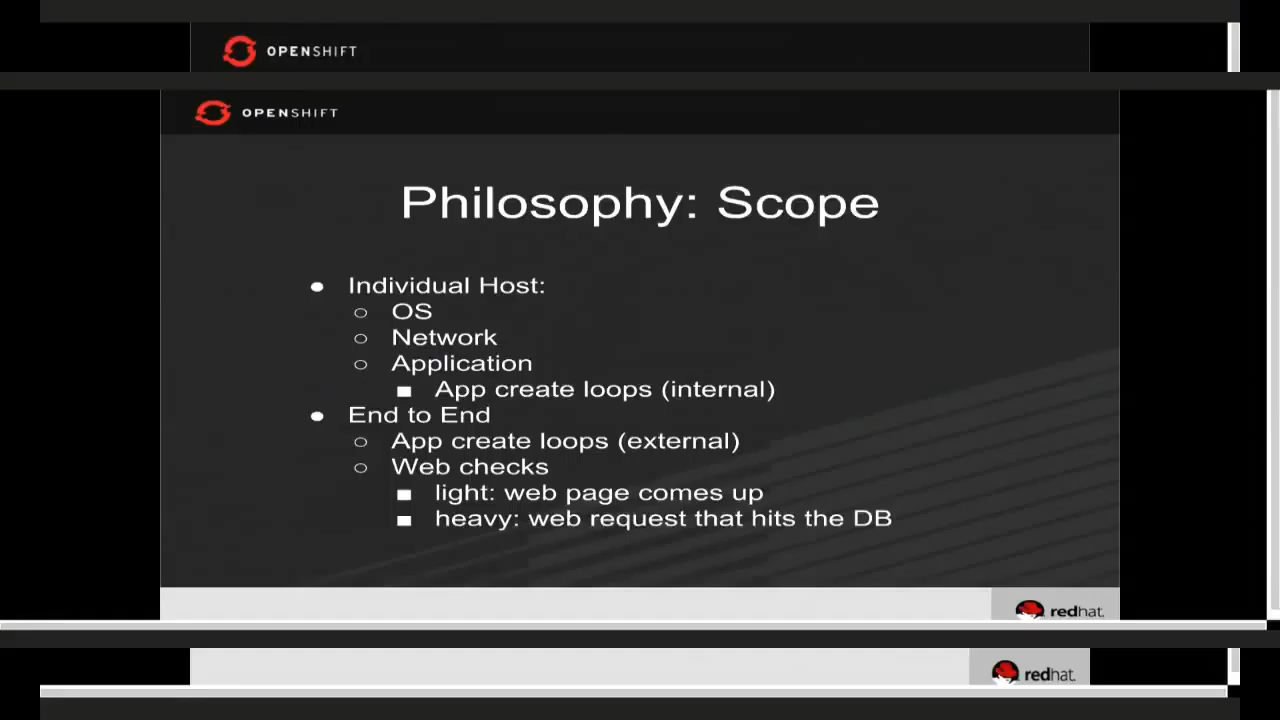 OPENSHIFT
OPENSHIFT
Philosophy: Scope
● Individual Host:
○ OS
○ Network
○ Application
■ App create loops (internal)
● End to End
○ App create loops (external)
○ Web checks
■ light: web page comes up
■ heavy: web request that hits the DB
redhat.
redhat.